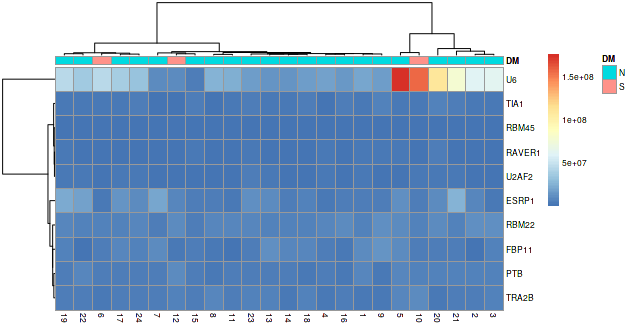 DM
U6
TIA1
RBM45
RAVER1
U2AF2
ESRP1
RBM22
FBP11
PTB
TRA2B
19 22 6 17 24 7 12 15 8 11 23 13 14 18 4 16 1 9 5 10 20 21 2 3
1.5e+08
1e+08
5e+07
DM
N
S